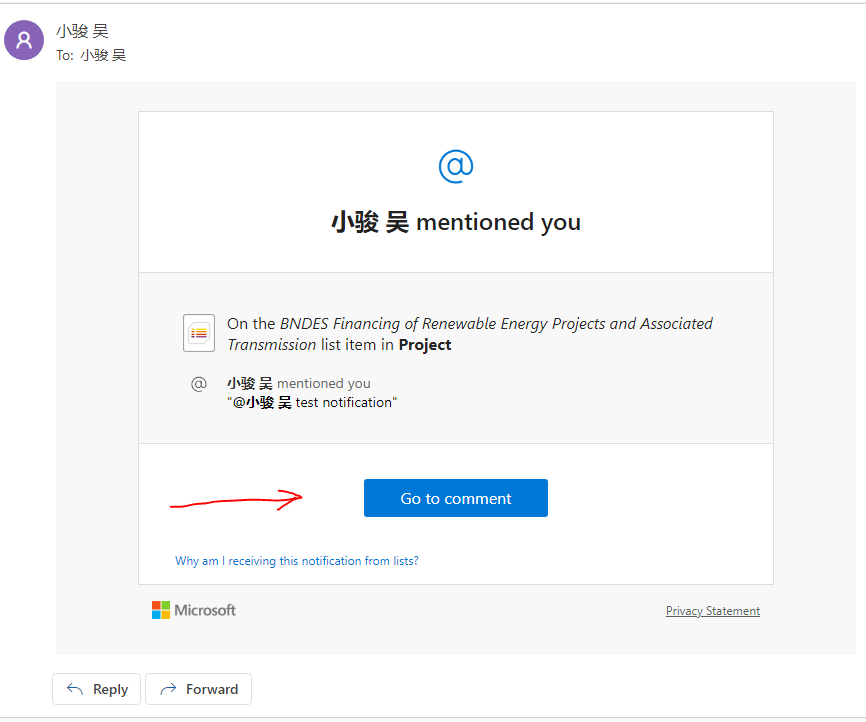 小骏 吴
To: 小骏 吴
@
小骏 吴 mentioned you
On the BNDES Financing of Renewable Energy Projects and Associated
Transmission list item in Project
@ 小骏 吴 mentioned you
"@小骏 吴 test notification"
Go to comment
Why am I receiving this notification from lists?
Microsoft
Privacy Statement
Reply
Forward